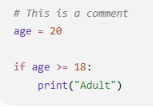 # This is a comment
age = 20

if age >= 18:
    print("Adult")